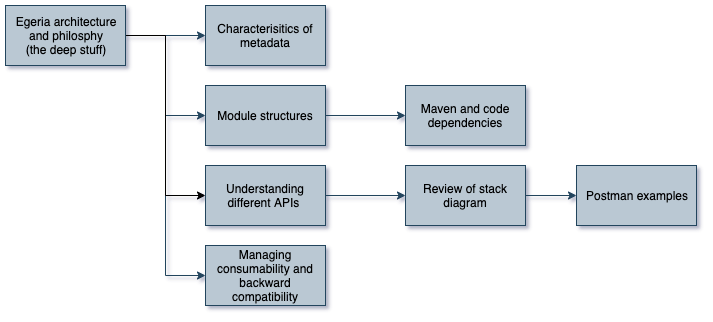 Egeria architecture
and philosphy
(the deep stuff)
Characterisitics of
metadata
Module structures
Maven and code
dependencies
Understanding
different APIs
Review of stack
diagram
Postman examples
Managing
consumability and
backward
compatibility